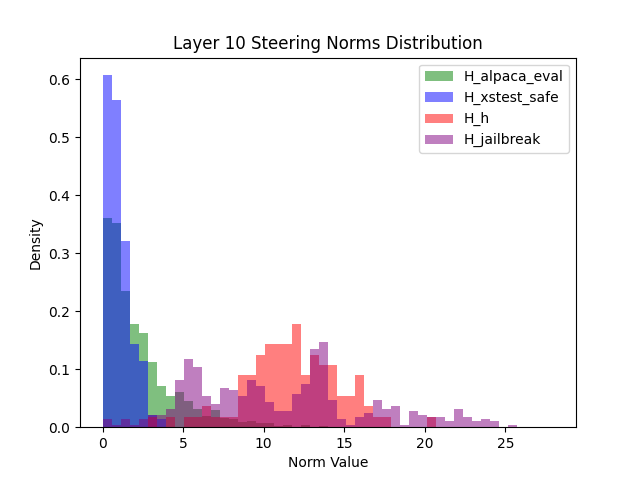 Layer 10 Steering Norms Distribution
H_alpaca_eval
H_xstest_safe
H_h
H_jailbreak
Density
0.6
0.5
0.4
0.3
0.2
0.1
0.0
0 5 10 15 20 25
Norm Value